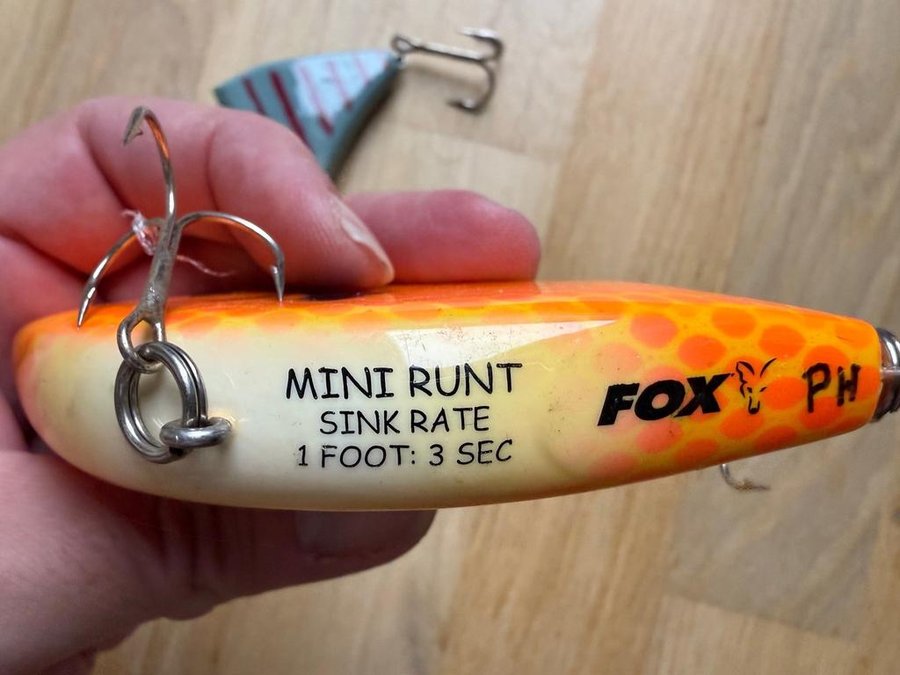 MINI RUNT
SINK RATE
1 FOOT: 3 SEC
FOX
PH